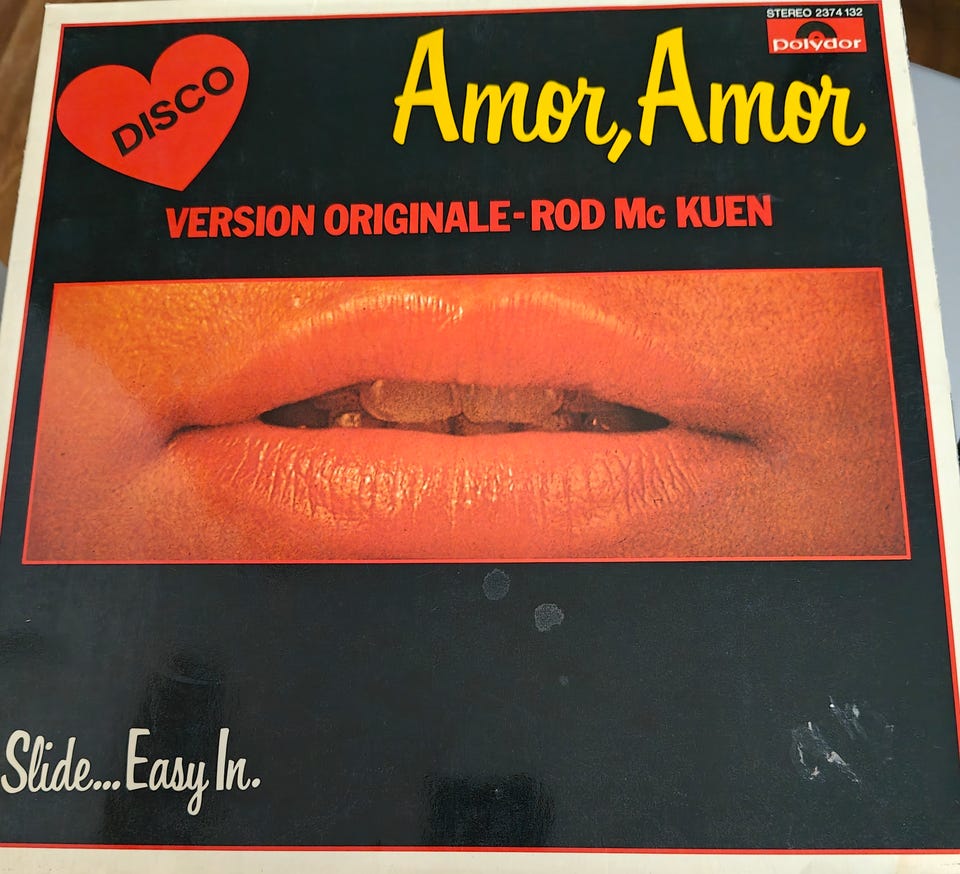 STEREO 2374 132
polydor
DISCO
Amor, Amor
VERSION ORIGINALE-ROD Mc KUEN
Slide...Easy In.